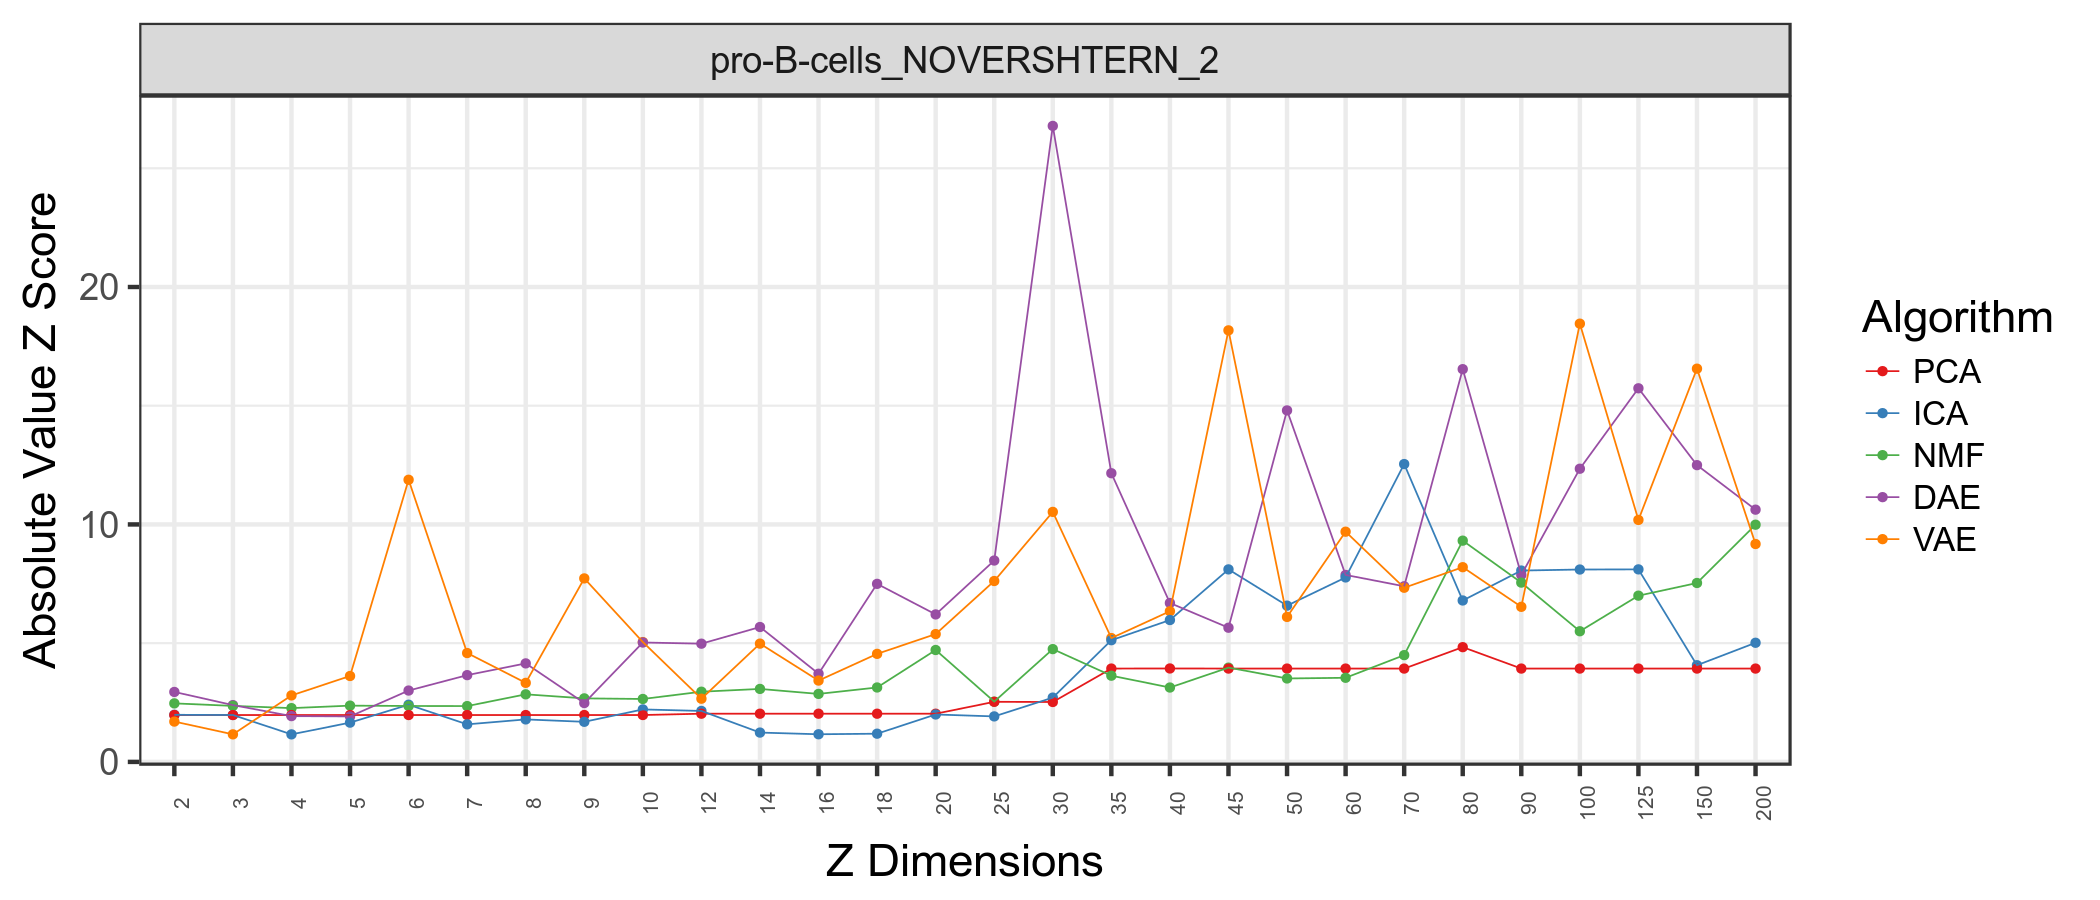 pro-B-cells_NOVERSHTERN_2
Absolute Value Z Score
20
10
0
2 3 4 5 6 7 8 9 10 12 14 16 18 20 25 30 35 40 45 50 60 70 80 90 100 125 150 200
Z Dimensions
Algorithm
PCA
ICA
NMF
DAE
VAE